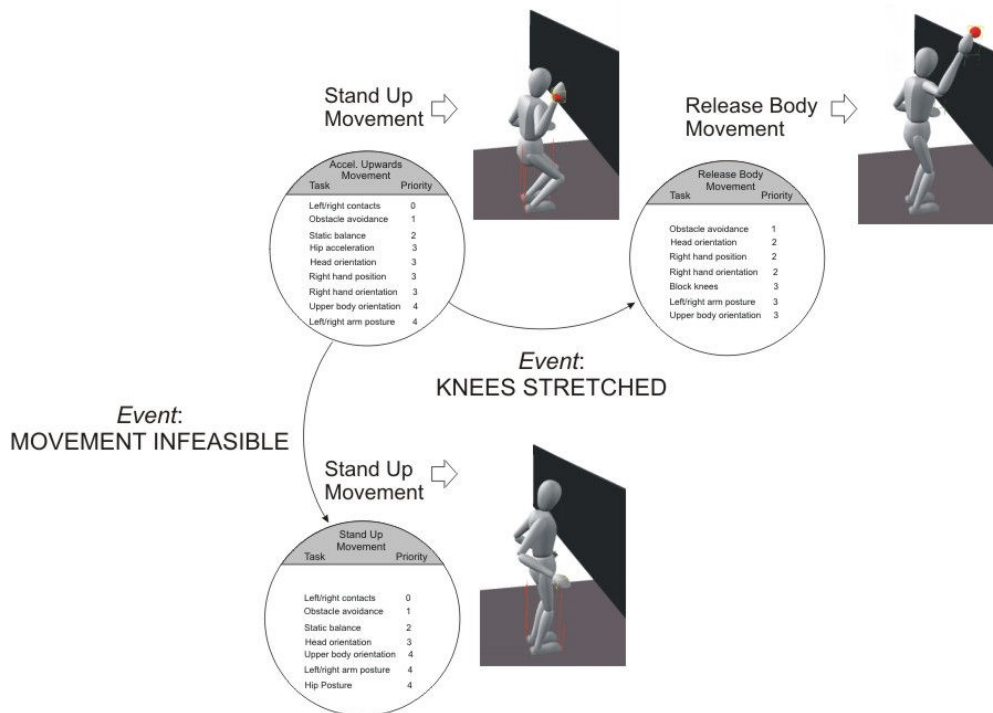 Stand Up
Movement
Accel. Upwards
Movement
Task Priority
Left/right contacts 0
Obstacle avoidance 1
Static balance 2
Hip acceleration 3
Head orientation 3
Right hand position 3
Right hand orientation 3
Upper body orientation 4
Left/right arm posture 4
Release Body
Movement
Release Body
Movement
Task Priority
Obstacle avoidance 1
Head orientation 2
Right hand position 2
Right hand orientation 2
Block knees 3
Left/right arm posture 3
Upper body orientation 3
Event:
KNEES STRETCHED
Event:
MOVEMENT INFEASIBLE
Stand Up
Movement
Stand Up
Movement
Task Priority
Left/right contacts 0
Obstacle avoidance 1
Static balance 2
Head orientation 3
Upper body orientation 4
Left/right arm posture 4
Hip Posture 4